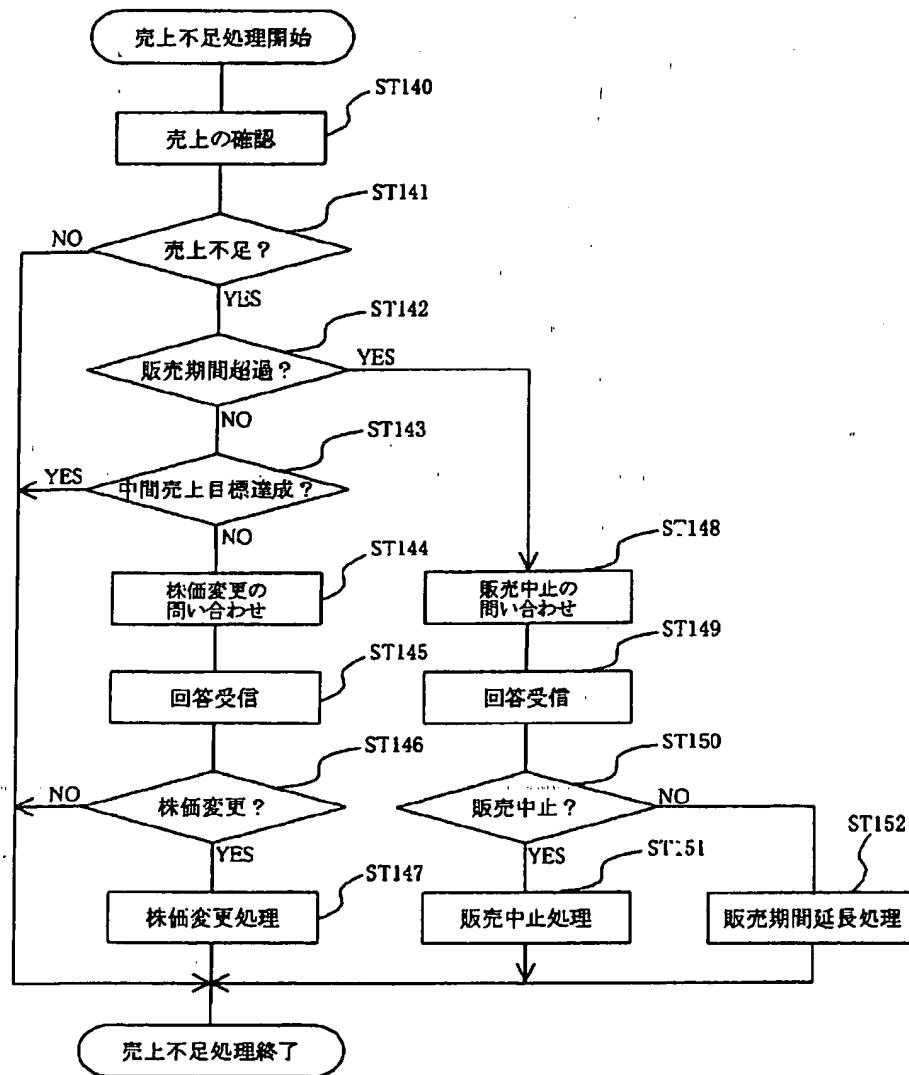 売上不足処理開始
ST140
売上の確認
ST141
NO
売上不足?
YES
ST142
販売期間超過?
YES
NO
ST143
YES
中間売上目標達成?
NO
ST144
株価変更の
問い合わせ
ST148
販売中止の
問い合わせ
ST145
回答受信
ST149
回答受信
ST146
NO
株価変更?
YES
ST150
販売中止?
NO
YES
ST147
株価変更処理
ST151
販売中止処理
ST152
販売期間延長処理
売上不足処理終了